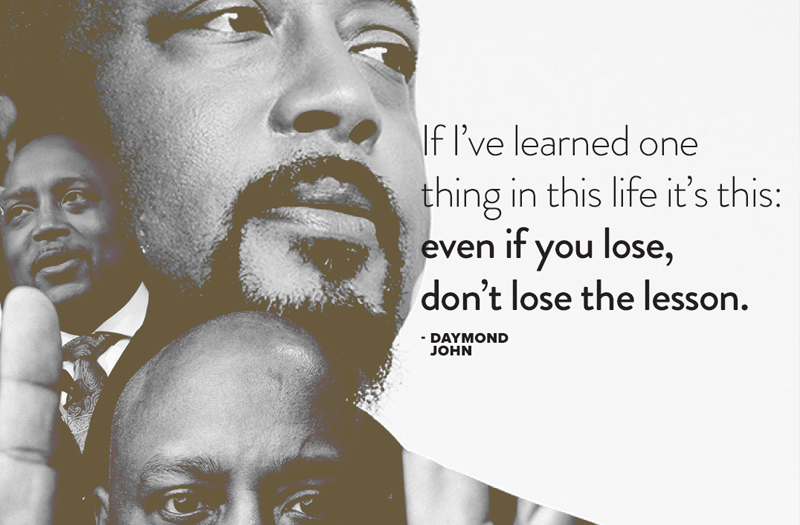 If I've learned one
thing in this life it's this:
even if you lose,
don't lose the lesson.
- DAYMOND
JOHN